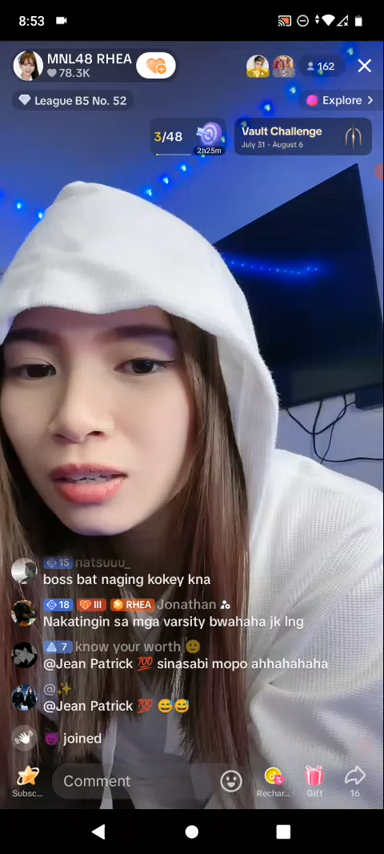 8:53
MNL48 RHEA
78.3K
162
League B5 No. 52
Explore
3/48
2h25m
Vault Challenge
July 31 - August 6
15 natsuuu_
boss bat naging kokey kna
18 III RHEA Jonathan
Nakatingin sa mga varsity bwahaha jk lng
7 know your worth 🙂
@Jean Patrick 💯 sinasabi mopo ahhahahaha
@✨
@Jean Patrick 💯 😅😅
😈 joined
Comment
Subsc...
Rechar...
Gift
16